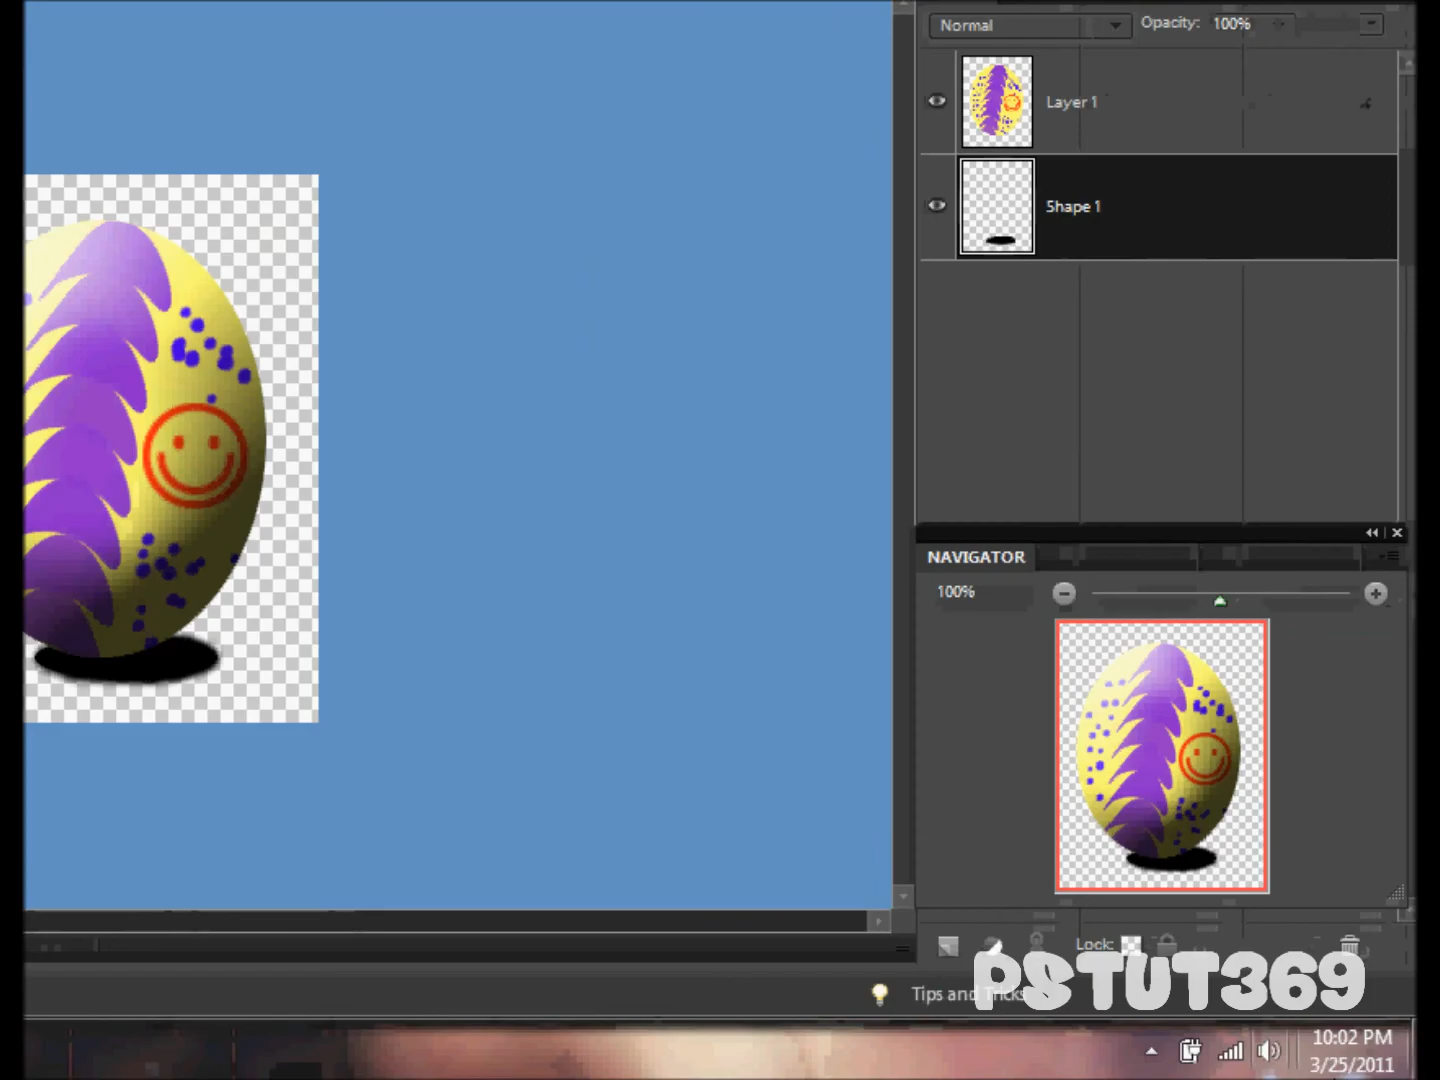 Normal
Opacity: 100%
Layer 1
Shape 1
NAVIGATOR
100%
Lock:
Tips and Tricks
PSTUT369
10:02 PM
3/25/2011